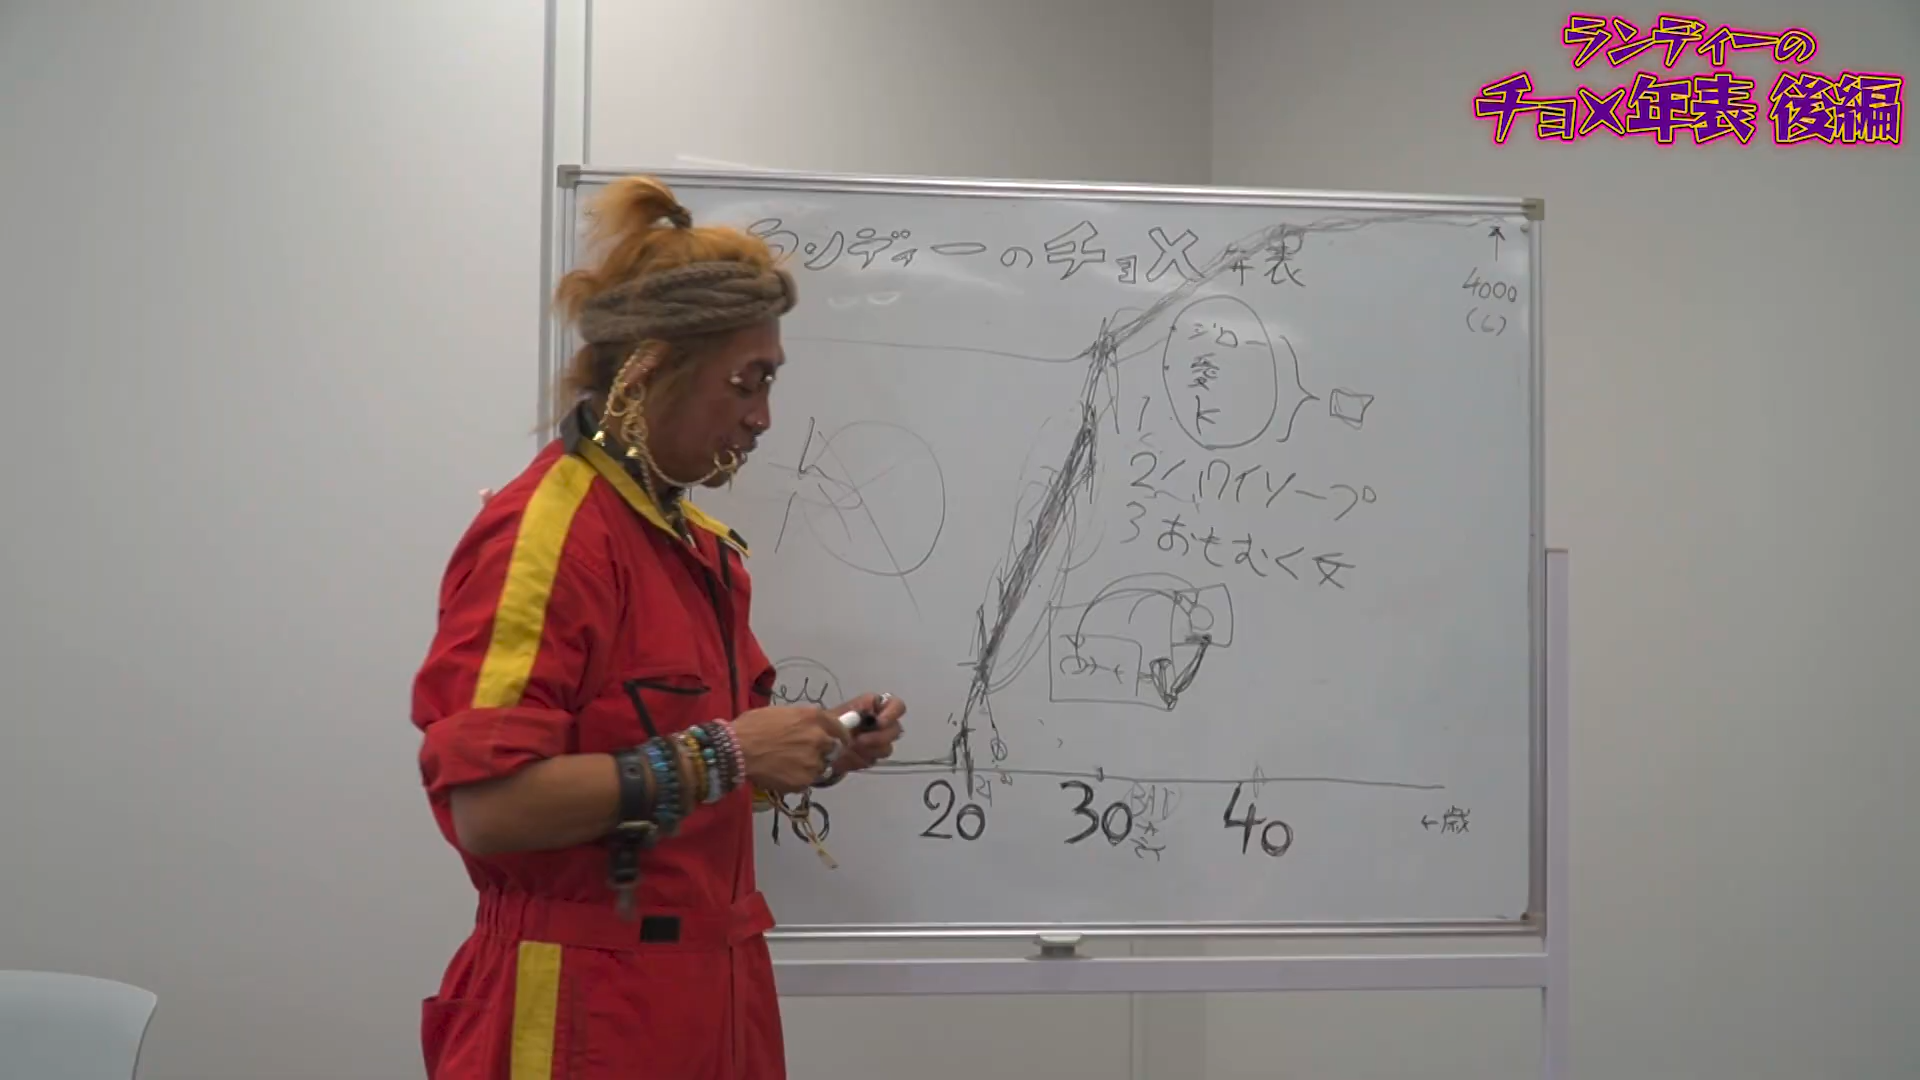 ランディーの
チョメ年表 後編
ランディーのチョメ年表
4000
(C)
ジロー
愛
K
1
2 ハワイソープ
3 おもむく女
10
20
21
30
40
←歳